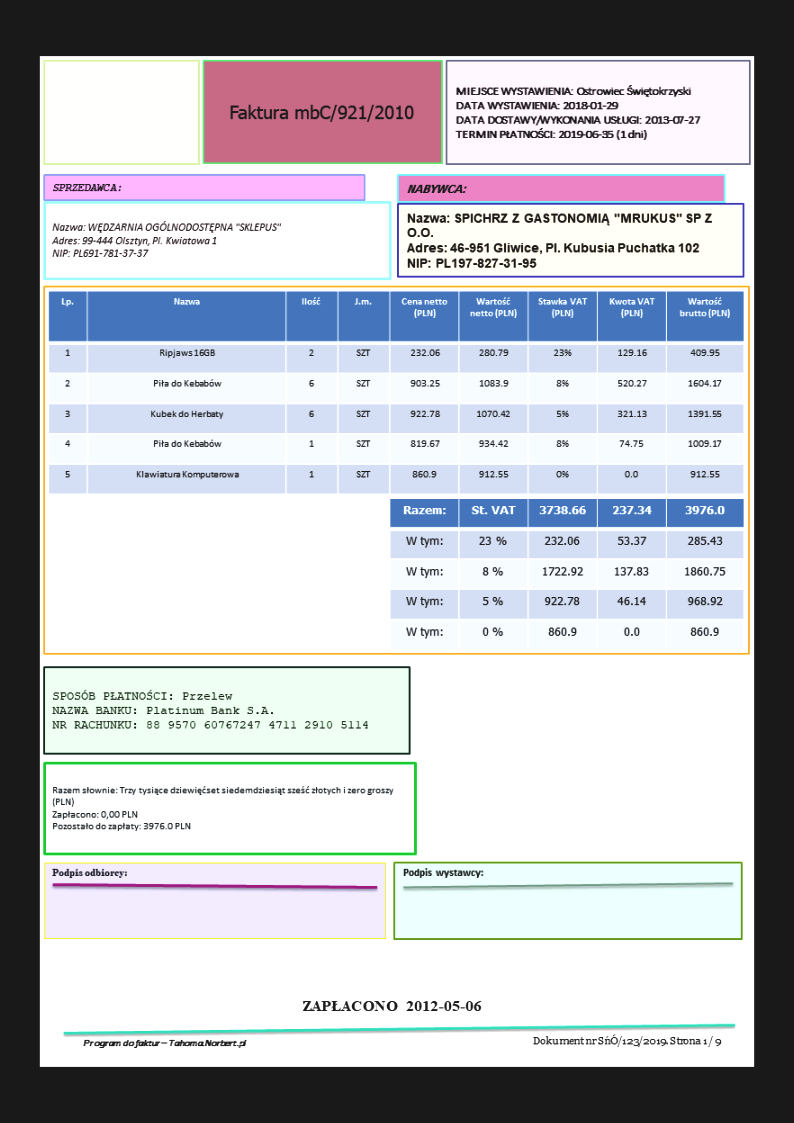 Faktura mbC/921/2010
MIEJSCE WYSTAWIENIA: Ostrowiec Świętokrzyski
DATA WYSTAWIENIA: 2018-01-29
DATA DOSTAWY/WYKONANIA USŁUGI: 2013-07-27
TERMIN PŁATNOŚCI: 2019-06-35 (1 dni)
SPRZEDAWCA:
Nazwa: WĘDZARNIA OGÓLNODOSTĘPNA "SKLEPUS"
Adres: 99-444 Olsztyn, Pl. Kwiatowa 1
NIP: PL691-781-37-37
NABYWCA:
Nazwa: SPICHRZ Z GASTONOMIĄ "MRUKUS" SP Z
O.O.
Adres: 46-951 Gliwice, Pl. Kubusia Puchatka 102
NIP: PL197-827-31-95
Lp. Nazwa Ilość J.m. Cena netto Wartość Stawka VAT Kwota VAT Wartość
(PLN) netto (PLN) (PLN) (PLN) brutto (PLN)
1 Ripjaws 16GB 2 SZT 232.06 280.79 23% 129.16 409.95
2 Piła do Kebabów 6 SZT 903.25 1083.9 8% 520.27 1604.17
3 Kubek do Herbaty 6 SZT 922.78 1070.42 5% 321.13 1391.55
4 Piła do Kebabów 1 SZT 819.67 934.42 8% 74.75 1009.17
5 Klawiatura Komputerowa 1 SZT 860.9 912.55 0% 0.0 912.55
Razem: St. VAT 3738.66 237.34 3976.0
W tym: 23 % 232.06 53.37 285.43
W tym: 8 % 1722.92 137.83 1860.75
W tym: 5 % 922.78 46.14 968.92
W tym: 0 % 860.9 0.0 860.9
SPOSÓB PŁATNOŚCI: Przelew
NAZWA BANKU: Platinum Bank S.A.
NR RACHUNKU: 88 9570 60767247 4711 2910 5114
Razem słownie: Trzy tysiące dziewięćset siedemdziesiąt sześć złotych i zero groszy
(PLN)
Zapłacono: 0,00 PLN
Pozostało do zapłaty: 3976.0 PLN
Podpis odbiorcy:
Podpis wystawcy:
ZAPŁACONO 2012-05-06
Program do faktur – Tahoma.Norbert.pl
Dokument nr SńÓ/123/2019. Strona 1 / 9